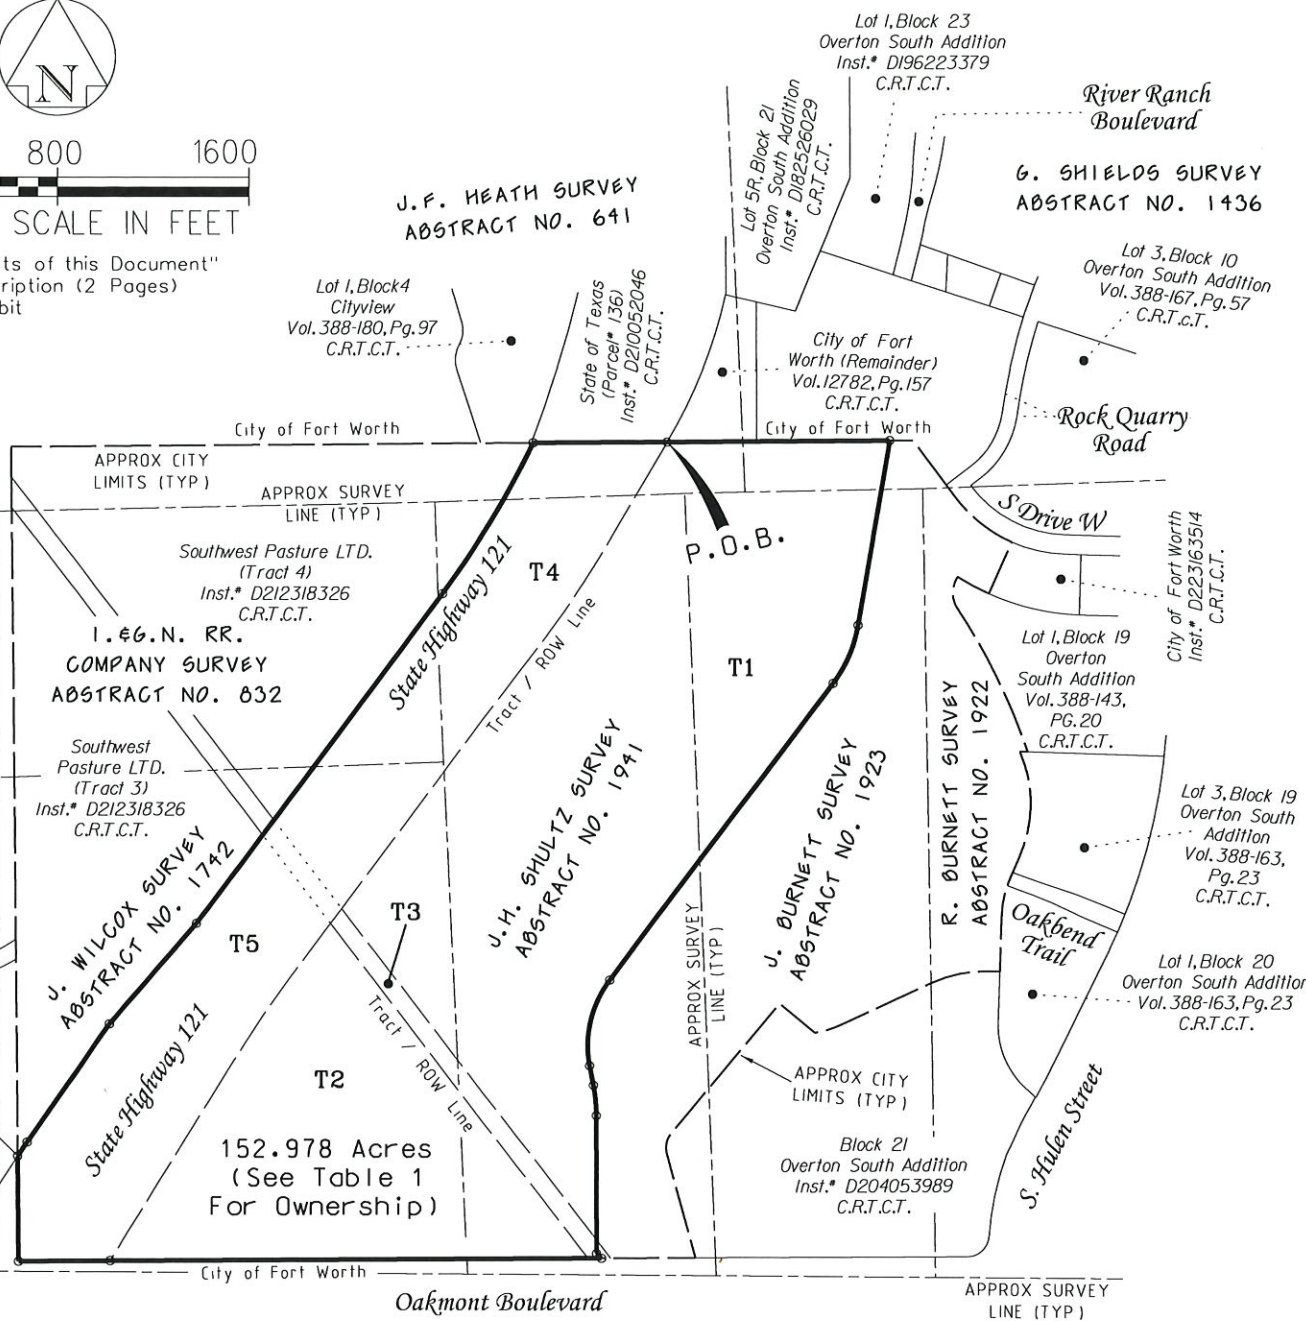 N
800 1600
SCALE IN FEET
ts of this Document"
ription (2 Pages)
bit
Lot 1, Block 23
Overton South Addition
Inst.# D196223379
C.R.T.C.T.
River Ranch
Boulevard
G. SHIELDS SURVEY
ABSTRACT NO. 1436
J.F. HEATH SURVEY
ABSTRACT NO. 641
Lot 5R, Block 21
Overton South Addition
Inst.# D182526029
C.R.T.C.T.
Lot 1, Block4
Cityview
Vol. 388-180, Pg. 97
C.R.T.C.T.
State of Texas
(Parcel# 136)
Inst.# D210052046
C.R.T.C.T.
Lot 3, Block 10
Overton South Addition
Vol. 388-167, Pg. 57
C.R.T.C.T.
City of Fort
Worth (Remainder)
Vol. 12782, Pg. 157
C.R.T.C.T.
Rock Quarry
Road
City of Fort Worth
City of Fort Worth
APPROX CITY
LIMITS (TYP)
APPROX SURVEY
LINE (TYP)
P.O.B.
S Drive W
City of Fort Worth
Inst.# D223163514
C.R.T.C.T.
Southwest Pasture LTD.
(Tract 4)
Inst.# D212318326
C.R.T.C.T.
T4
State Highway 121
Tract / ROW Line
I. &G.N. RR.
COMPANY SURVEY
ABSTRACT NO. 832
T1
Lot 1, Block 19
Overton
South Addition
Vol. 388-143,
PG. 20
C.R.T.C.T.
R. BURNETT SURVEY
ABSTRACT NO. 1922
Southwest
Pasture LTD.
(Tract 3)
Inst.# D212318326
C.R.T.C.T.
J.H. SHULTZ SURVEY
ABSTRACT NO. 1941
J. BURNETT SURVEY
ABSTRACT NO. 1923
Lot 3, Block 19
Overton South
Addition
Vol. 388-163,
Pg. 23
C.R.T.C.T.
J. WILCOX SURVEY
ABSTRACT NO. 1742
T5
T3
APPROX SURVEY
LINE (TYP)
Oakbend
Trail
Lot 1, Block 20
Overton South Addition
Vol. 388-163, Pg. 23
C.R.T.C.T.
State Highway 121
Tract / ROW Line
T2
APPROX CITY
LIMITS (TYP)
152.978 Acres
(See Table 1
For Ownership)
Block 21
Overton South Addition
Inst.# D204053989
C.R.T.C.T.
S. Hulen Street
City of Fort Worth
Oakmont Boulevard
APPROX SURVEY
LINE (TYP)